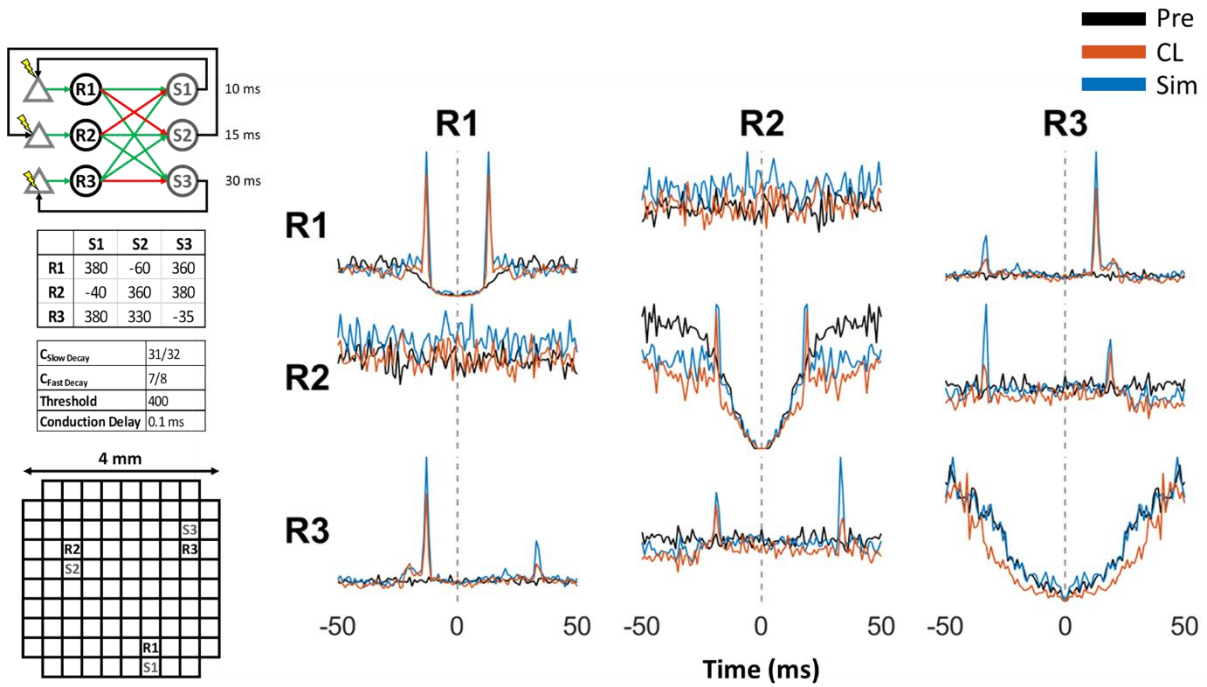 Pre
CL
Sim
R1 S1 10 ms
R2 S2 15 ms
R3 S3 30 ms
S1 S2 S3
R1 380 -60 360
R2 -40 360 380
R3 380 330 -35
CSlow Decay 31/32
CFast Decay 7/8
Threshold 400
Conduction Delay 0.1 ms
4 mm
S3
R2 R3
S2
R1
S1
R1 R2 R3
R1
R2
R3
-50 0 50 -50 0 50 -50 0 50
Time (ms)